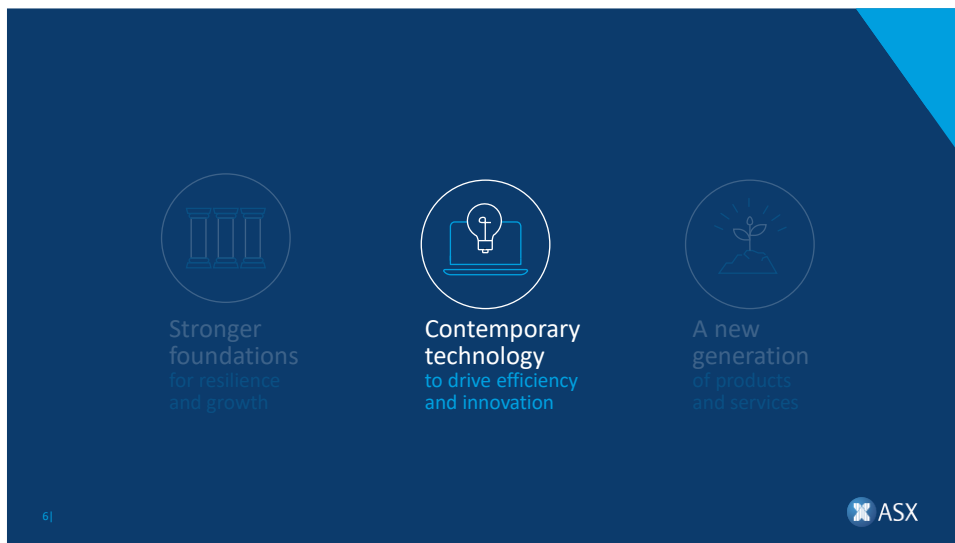 Stronger
foundations
for resilience
and growth
Contemporary
technology
to drive efficiency
and innovation
A new
generation
of products
and services
6|
ASX